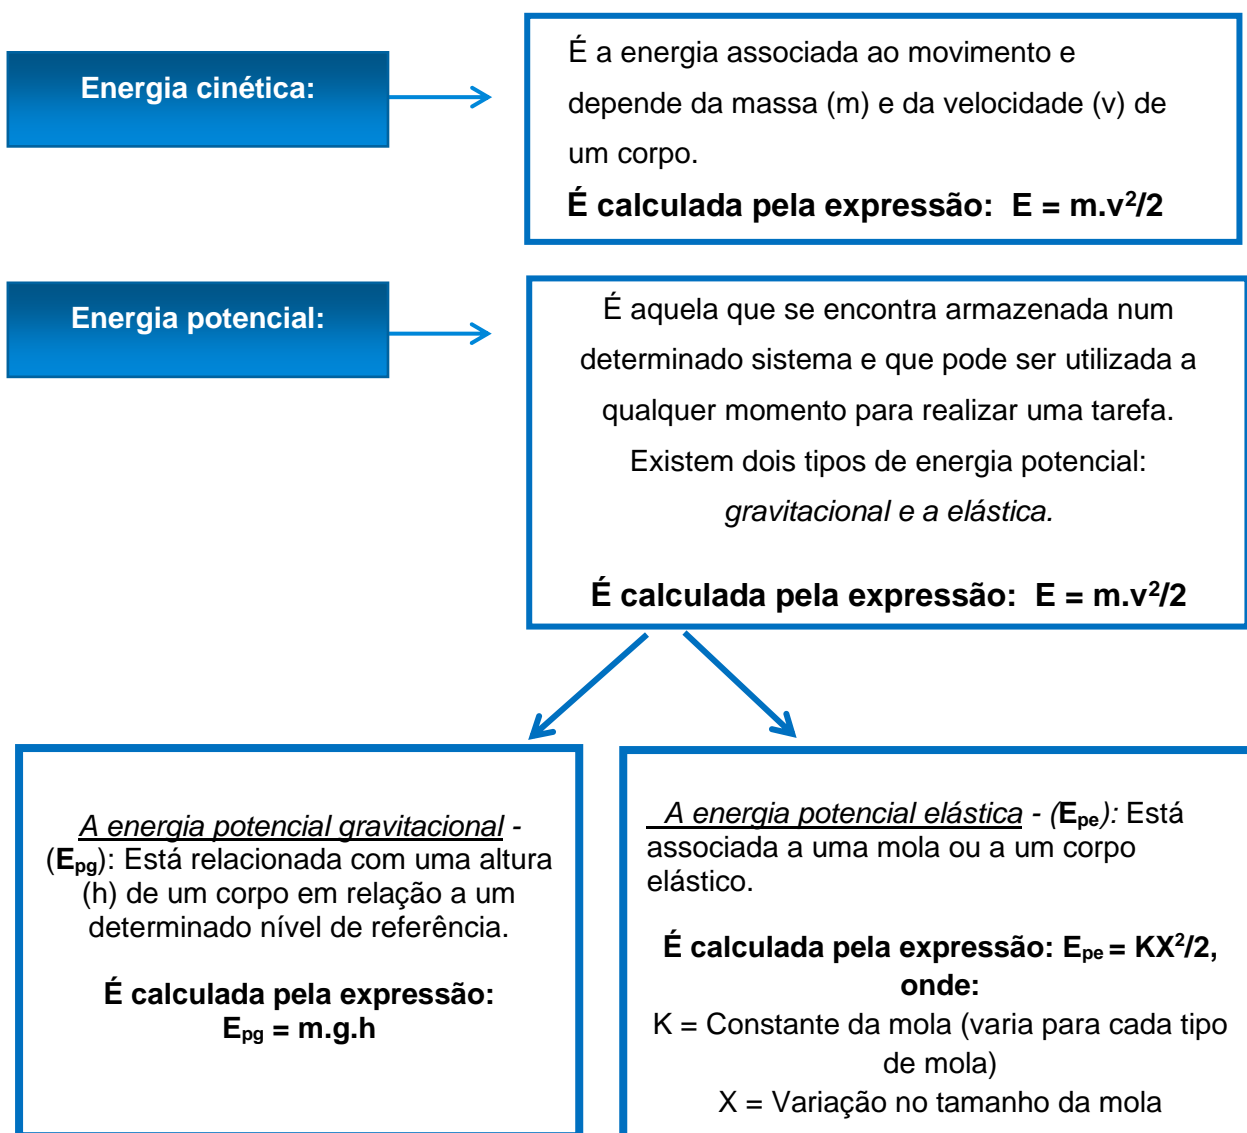 Energia cinética:
É a energia associada ao movimento e
depende da massa (m) e da velocidade (v) de
um corpo.
É calculada pela expressão:  E = m.v²/2
Energia potencial:
É aquela que se encontra armazenada num
determinado sistema e que pode ser utilizada a
qualquer momento para realizar uma tarefa.
Existem dois tipos de energia potencial:
gravitacional e a elástica.
É calculada pela expressão:  E = m.v²/2
A energia potencial gravitacional -
(Epg): Está relacionada com uma altura
(h) de um corpo em relação a um
determinado nível de referência.
É calculada pela expressão:
Epg = m.g.h
A energia potencial elástica - (Epe): Está
associada a uma mola ou a um corpo
elástico.
É calculada pela expressão: Epe = KX²/2,
onde:
K = Constante da mola (varia para cada tipo
de mola)
X = Variação no tamanho da mola